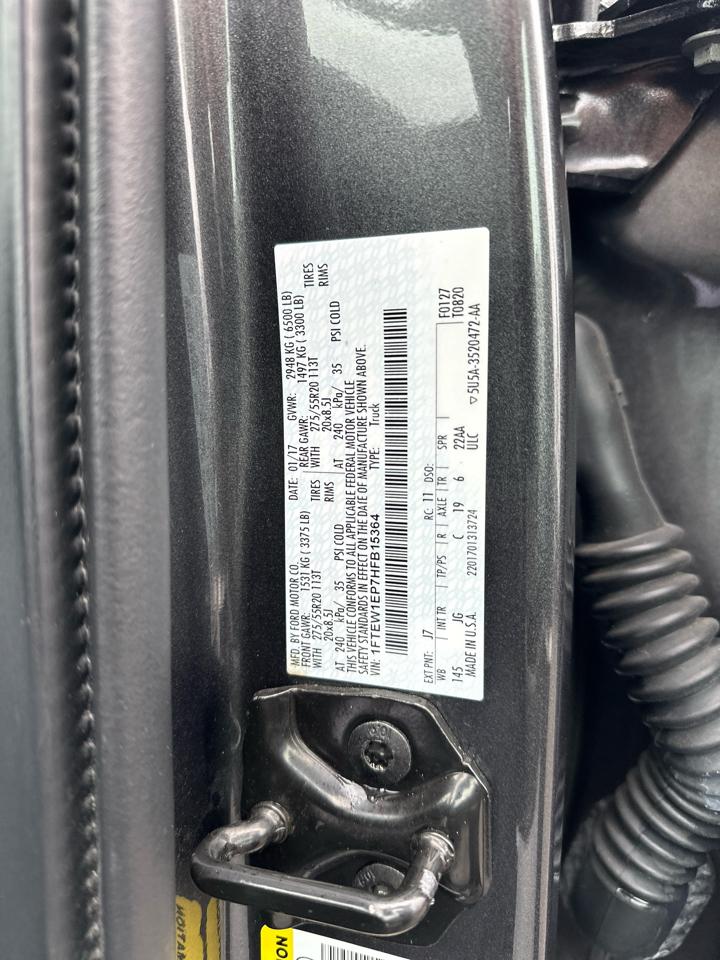 MFD. BY FORD MOTOR CO. DATE: 01/17 GVWR: 2948 KG ( 6500 LB)
FRONT GAWR: 1531 KG ( 3375 LB) REAR GAWR: 1497 KG ( 3300 LB)
WITH 275/55R20 113T TIRES WITH 275/55R20 113T TIRES
20x8.5J RIMS 20x8.5J RIMS
AT 240 kPa/ 35 PSI COLD AT 240 kPa/ 35 PSI COLD
THIS VEHICLE CONFORMS TO ALL APPLICABLE FEDERAL MOTOR VEHICLE
SAFETY STANDARDS IN EFFECT ON THE DATE OF MANUFACTURE SHOWN ABOVE.
VIN: 1FTEW1EP7HFB15364 TYPE: Truck
EXT PNT: J7 RC: 11 DSO: F0127
WB INT TR TP/PS R AXLE TR SPR T0820
145 JG C 19 6 22AA
MADE IN U.S.A. 2201701313724 ULC ▽5U5A-3520472-AA